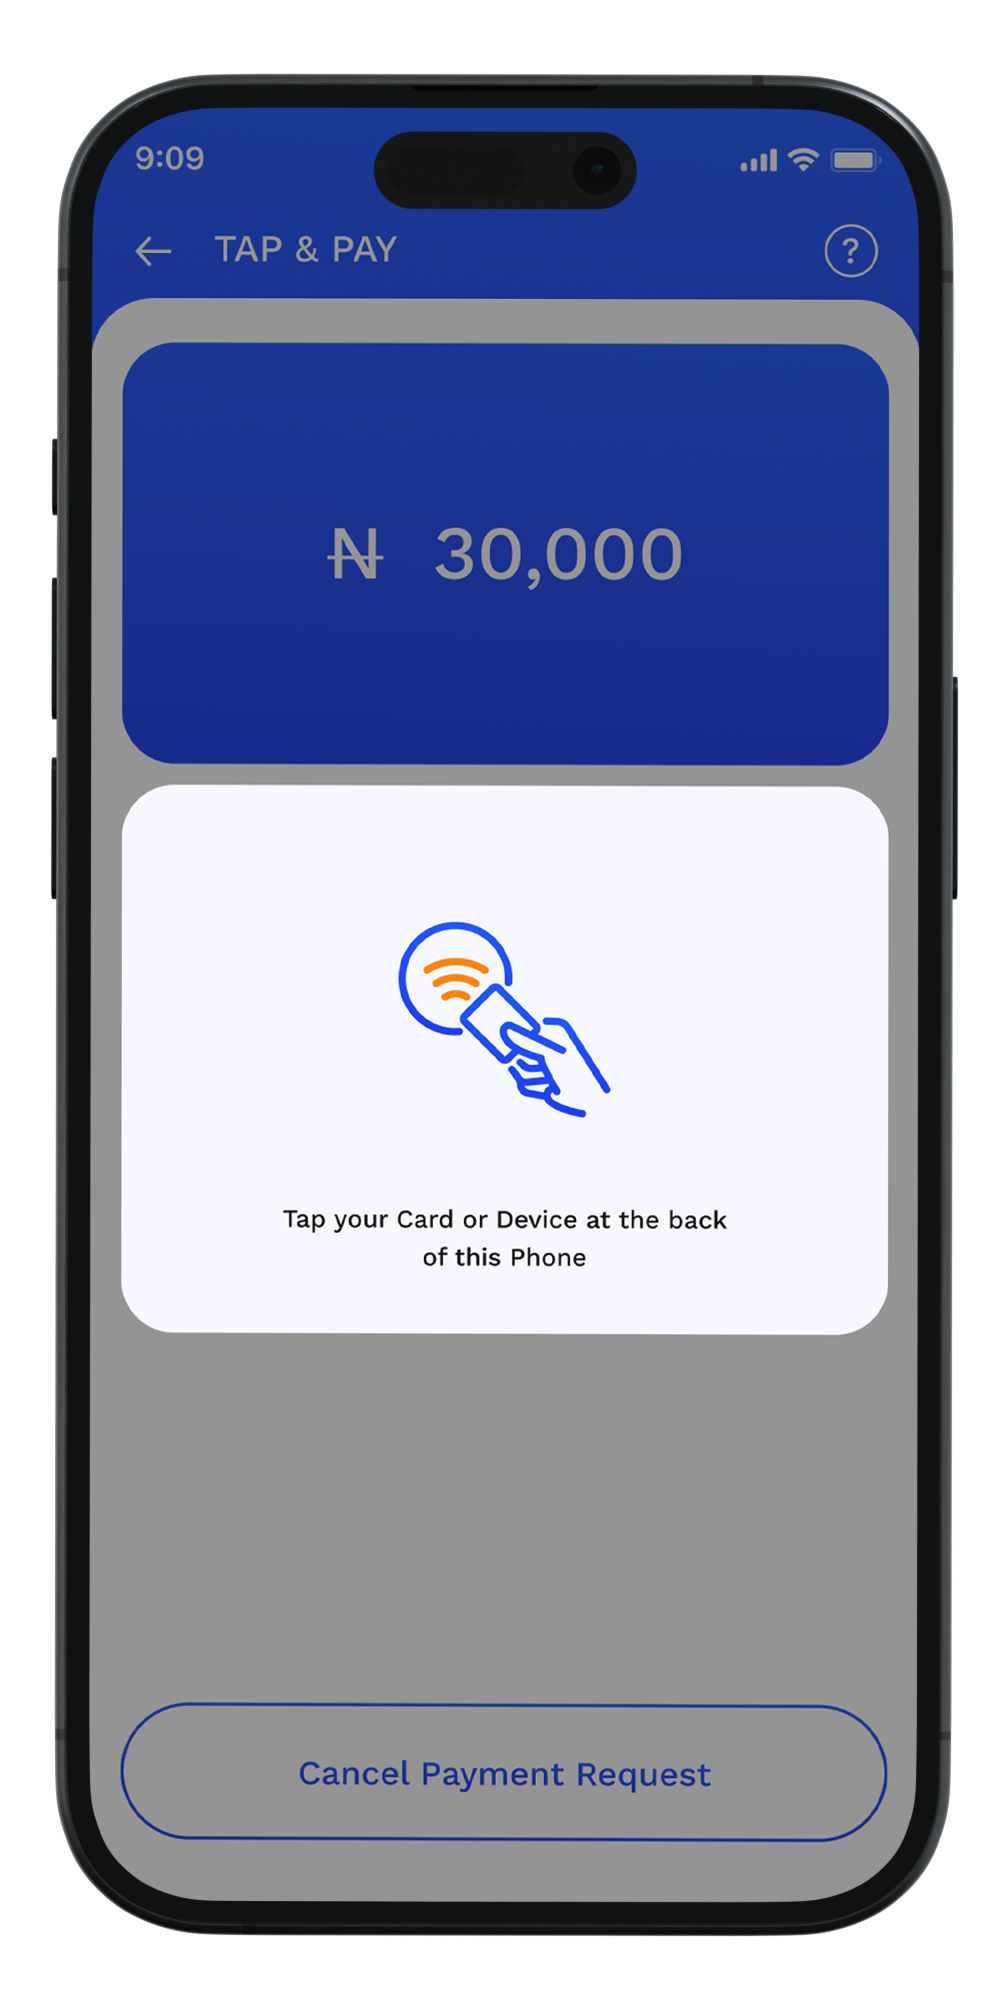 9:09
TAP & PAY
?
₦ 30,000
Tap your Card or Device at the back
of this Phone
Cancel Payment Request